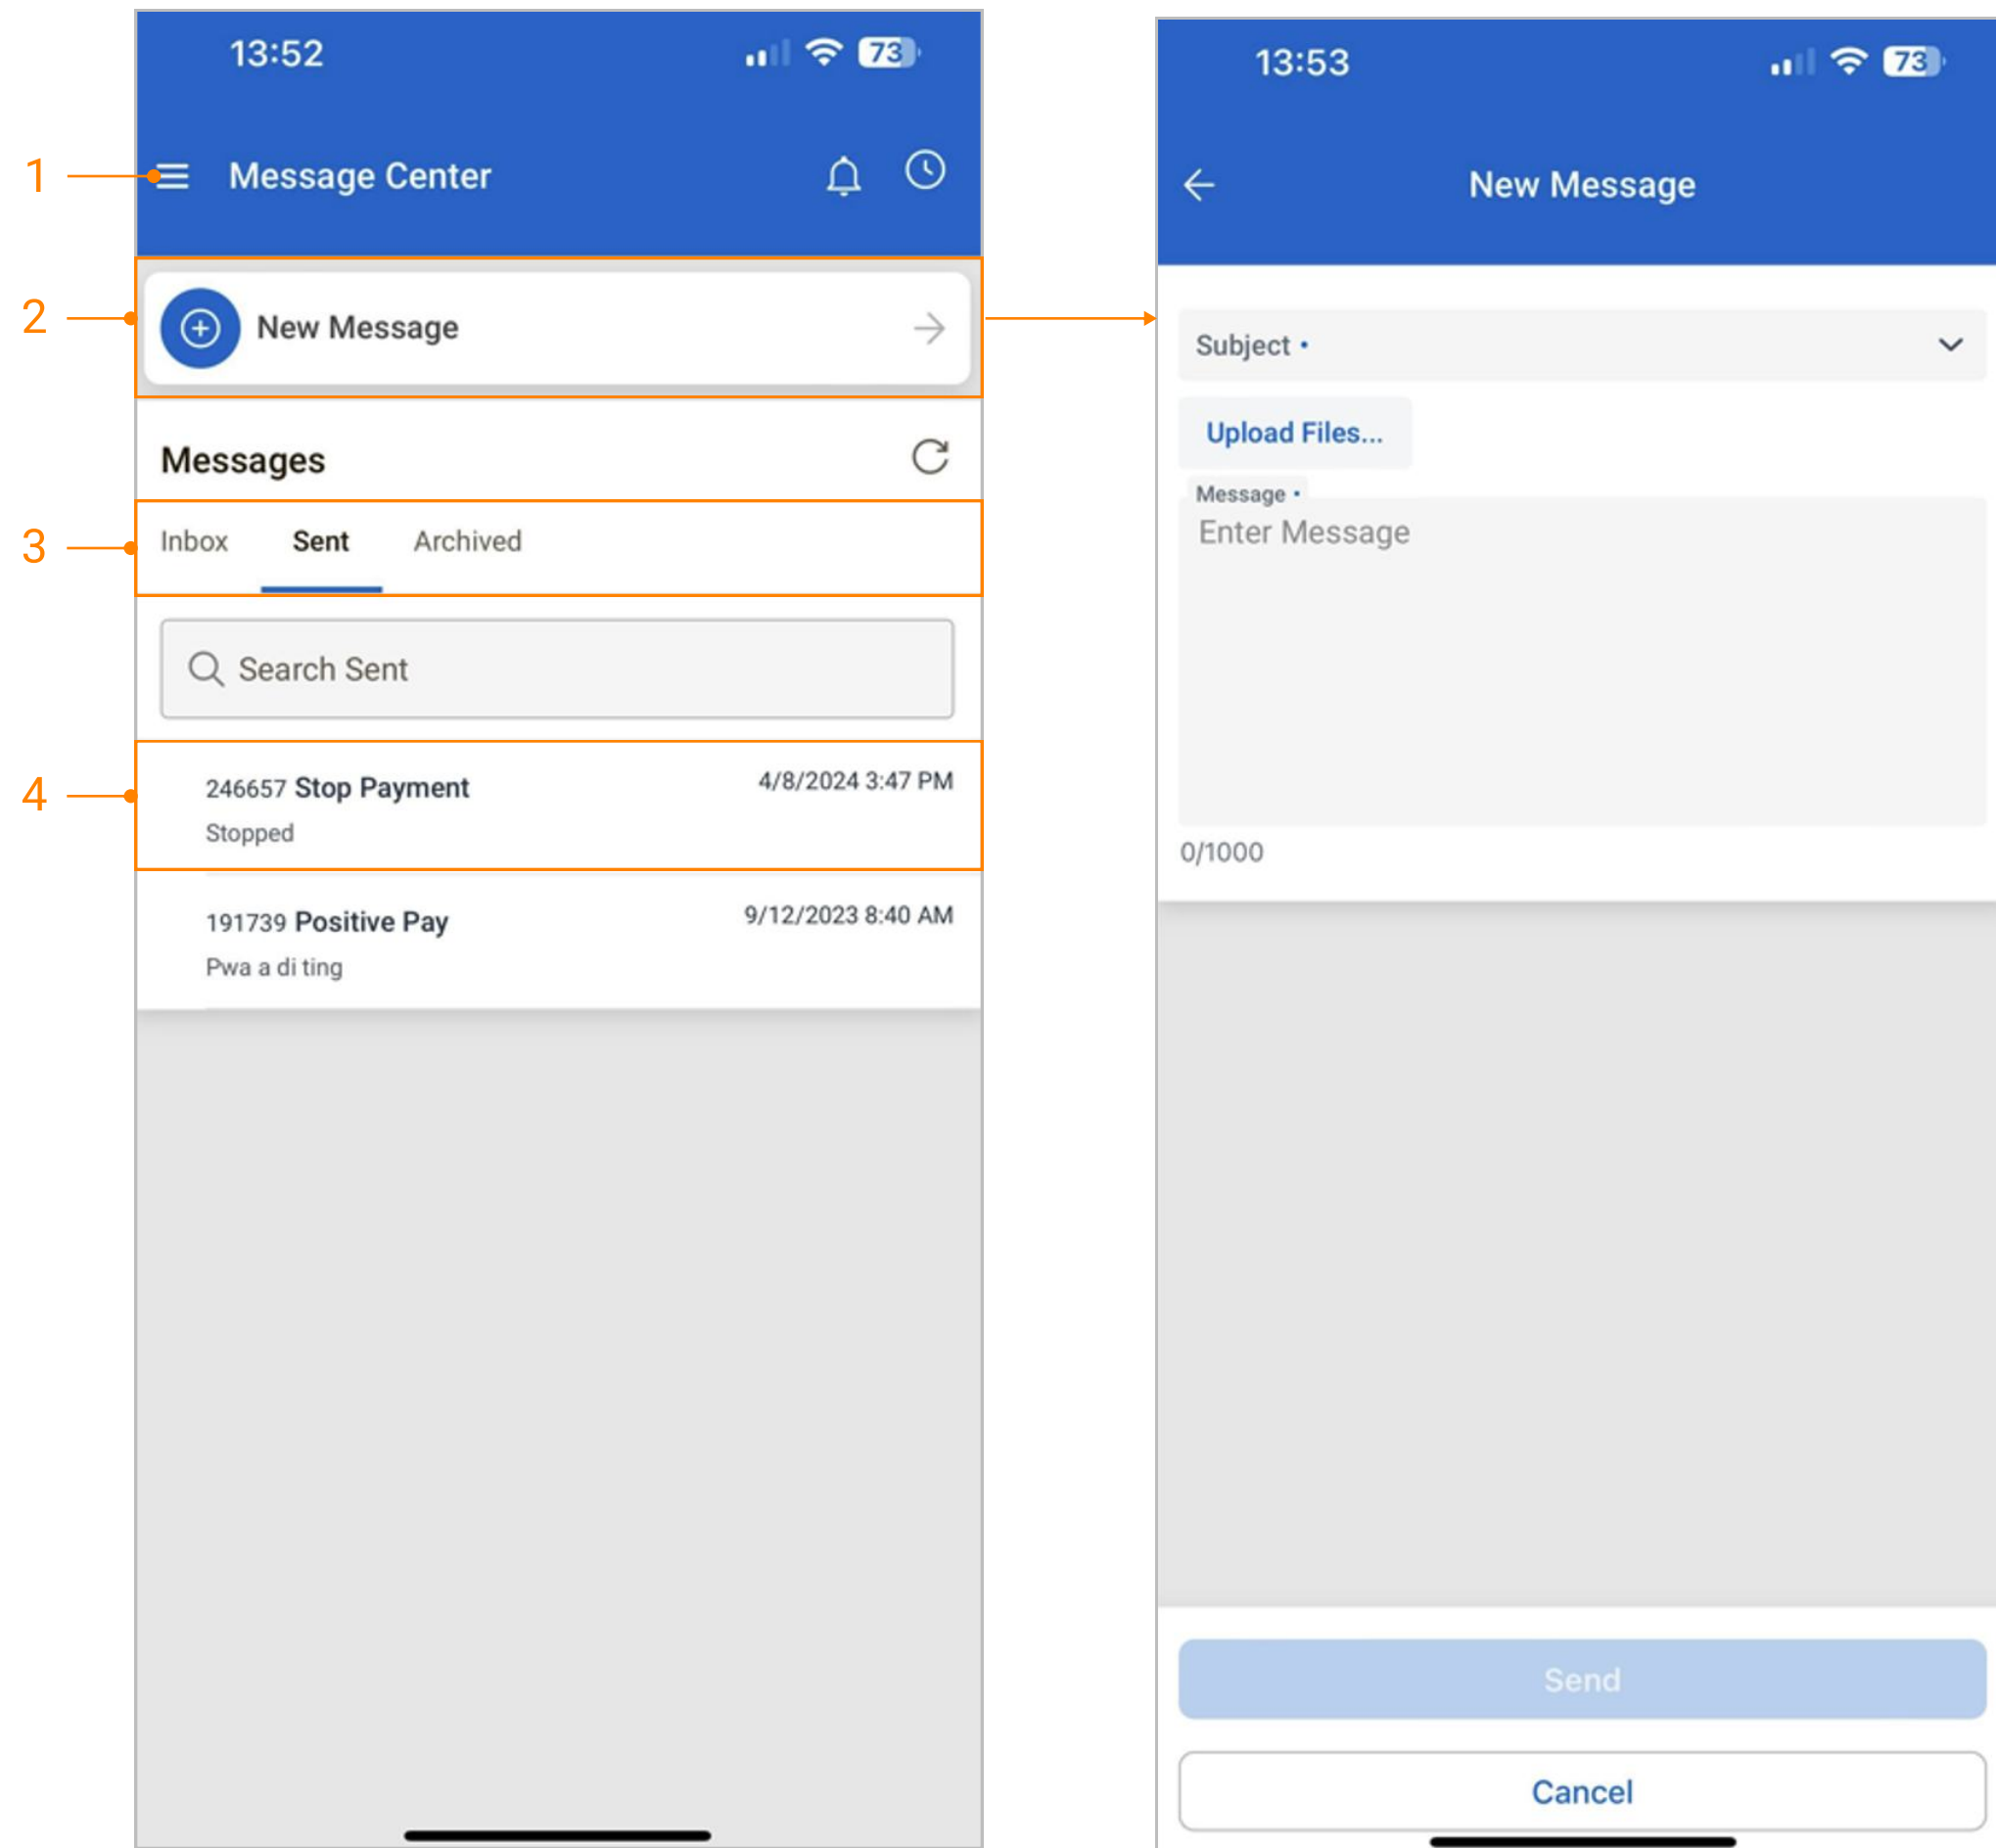 13:52
73
1
Message Center
2
New Message
Messages
3
Inbox Sent Archived
Search Sent
4
246657 Stop Payment 4/8/2024 3:47 PM
Stopped
191739 Positive Pay 9/12/2023 8:40 AM
Pwa a di ting
13:53
73
New Message
Subject •
Upload Files...
Message •
Enter Message
0/1000
Send
Cancel